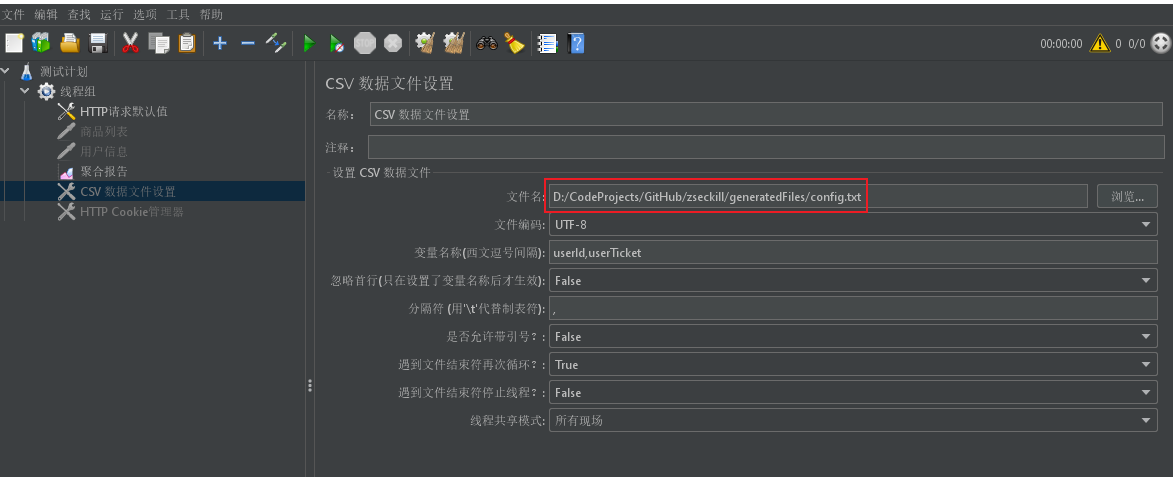 文件 编辑 查找 运行 选项 工具 帮助
STOP
00:00:00 0 0/0
测试计划
线程组
HTTP请求默认值
商品列表
用户信息
聚合报告
CSV 数据文件设置
HTTP Cookie管理器
CSV 数据文件设置
名称： CSV 数据文件设置
注释：
设置 CSV 数据文件
文件名: D:/CodeProjects/GitHub/zseckill/generatedFiles/config.txt 浏览...
文件编码: UTF-8
变量名称(西文逗号间隔): userId,userTicket
忽略首行(只在设置了变量名称后才生效): False
分隔符 (用'\t'代替制表符): ,
是否允许带引号？: False
遇到文件结束符再次循环？: True
遇到文件结束符停止线程？: False
线程共享模式: 所有现场